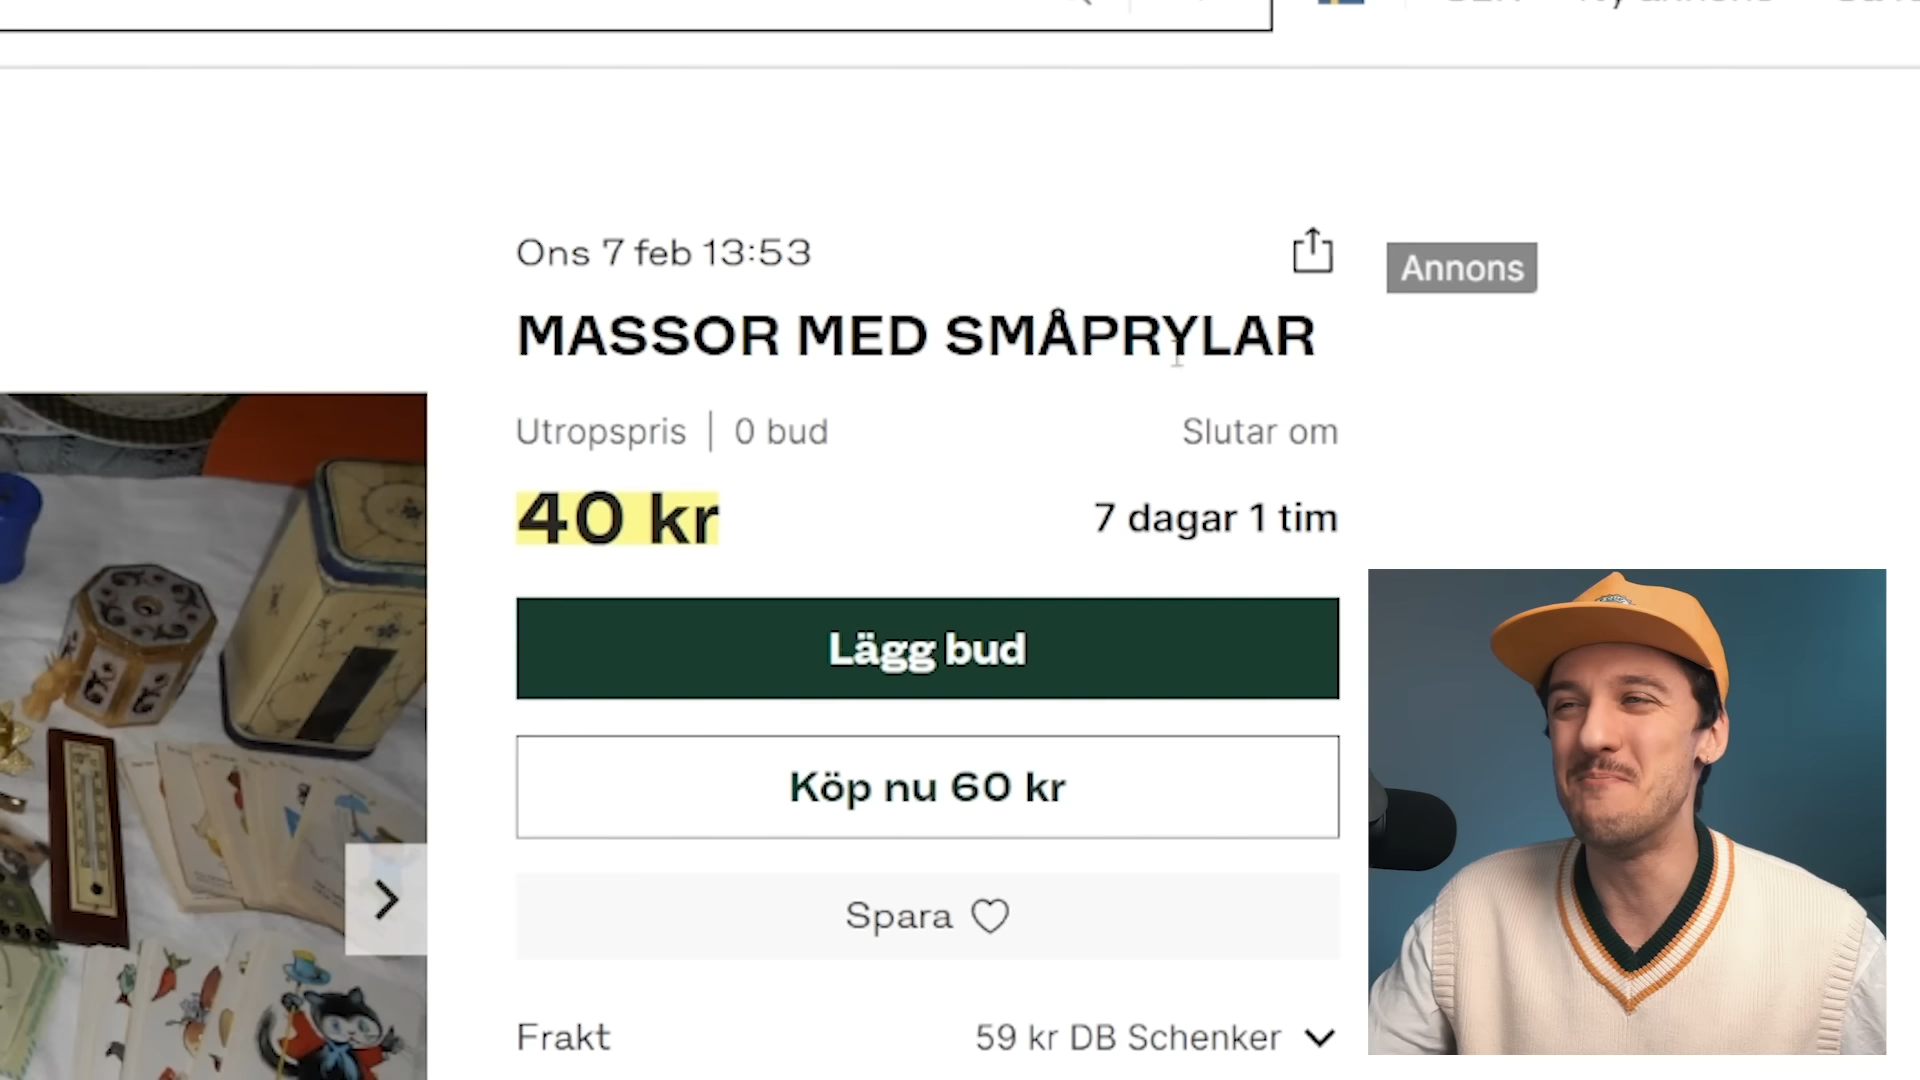 Ons 7 feb 13:53
Annons
MASSOR MED SMÅPRYLAR
Utropspris | 0 bud
Slutar om
40 kr
7 dagar 1 tim
Lägg bud
Köp nu 60 kr
Spara
Frakt
59 kr DB Schenker